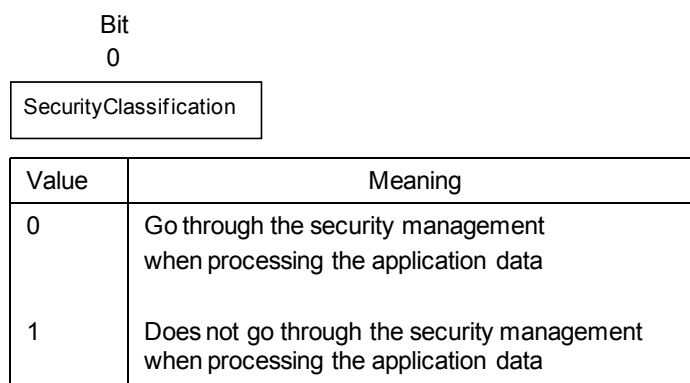 Bit
0
SecurityClassification
Value Meaning
0 Go through the security management
when processing the application data
1 Does not go through the security management
when processing the application data